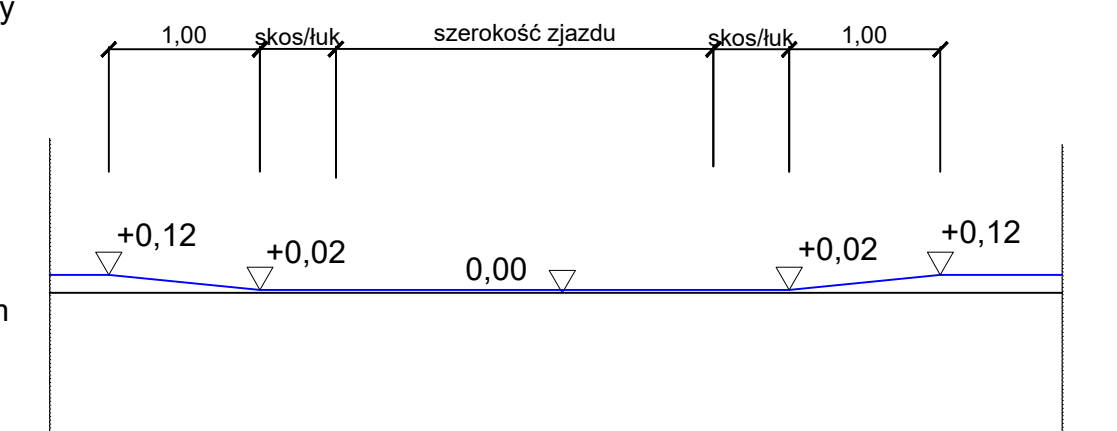 y
1,00 skos/łuk szerokość zjazdu skos/łuk 1,00
+0,12 +0,02 0,00 +0,02 +0,12